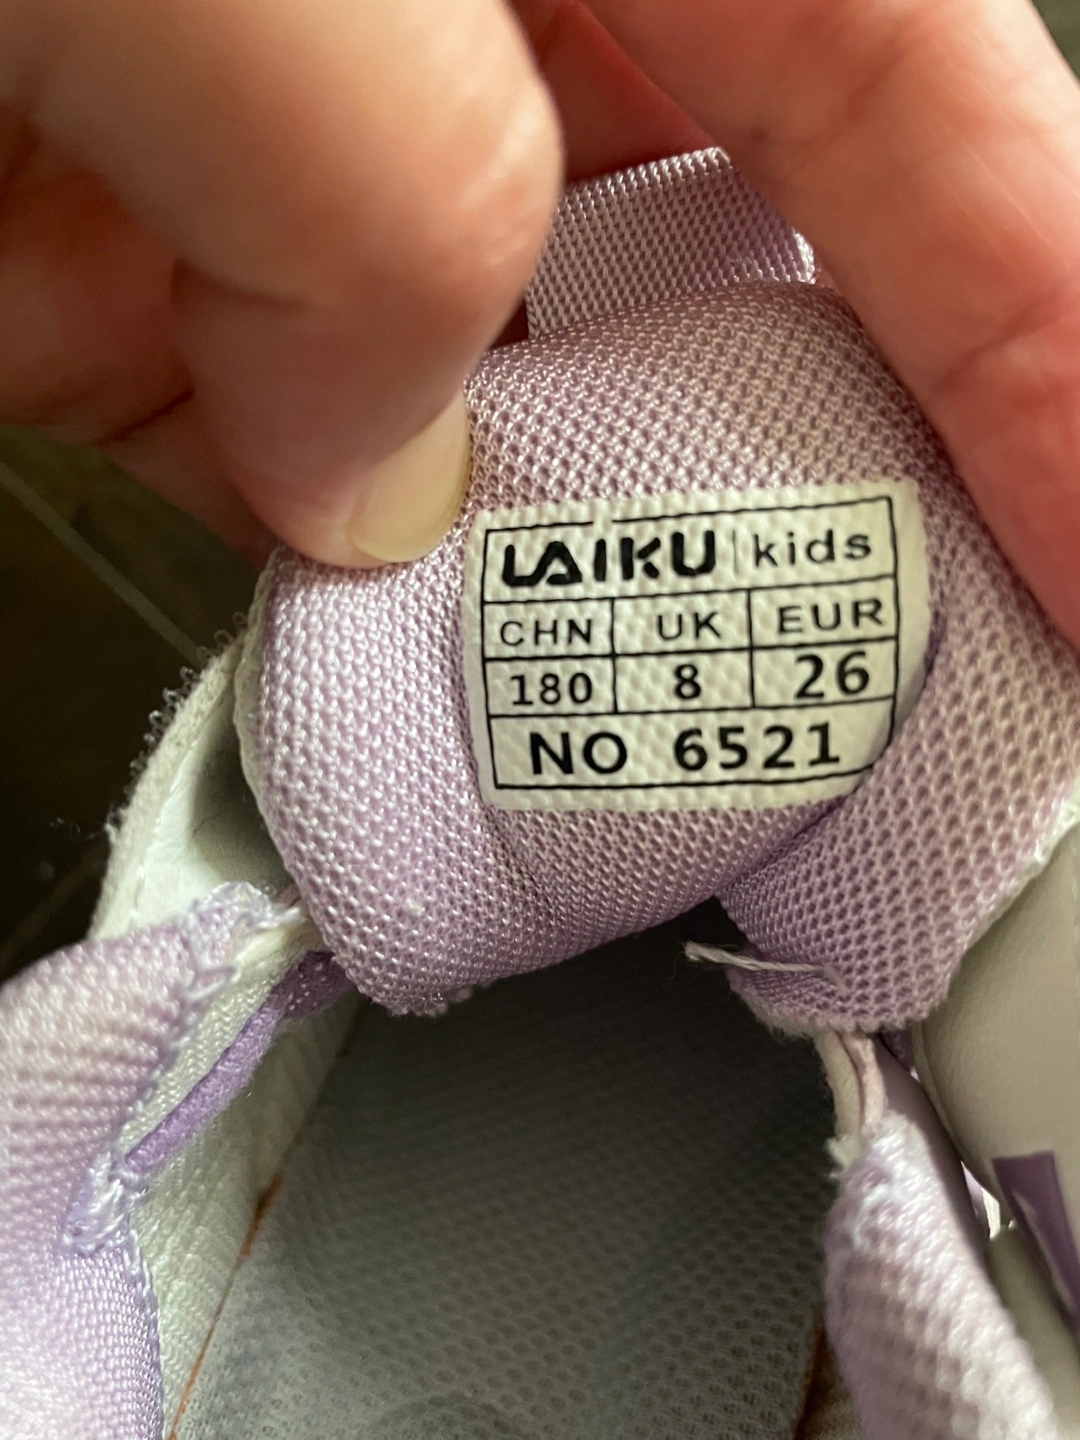 LAIKU | kids
CHN UK EUR
180 8 26
NO 6521